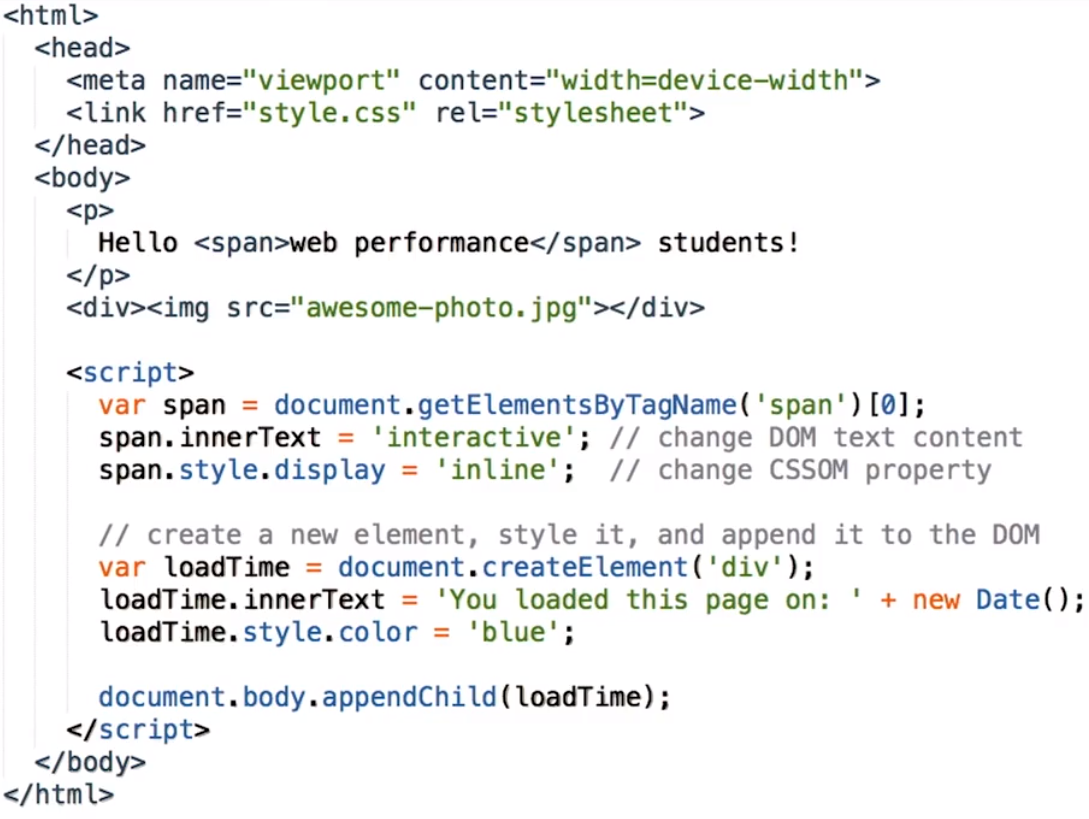 <html>
<head>
<meta name="viewport" content="width=device-width">
<link href="style.css" rel="stylesheet">
</head>
<body>
<p>
Hello <span>web performance</span> students!
</p>
<div><img src="awesome-photo.jpg"></div>
<script>
var span = document.getElementsByTagName('span')[0];
span.innerText = 'interactive'; // change DOM text content
span.style.display = 'inline';  // change CSSOM property
// create a new element, style it, and append it to the DOM
var loadTime = document.createElement('div');
loadTime.innerText = 'You loaded this page on: ' + new Date();
loadTime.style.color = 'blue';
document.body.appendChild(loadTime);
</script>
</body>
</html>